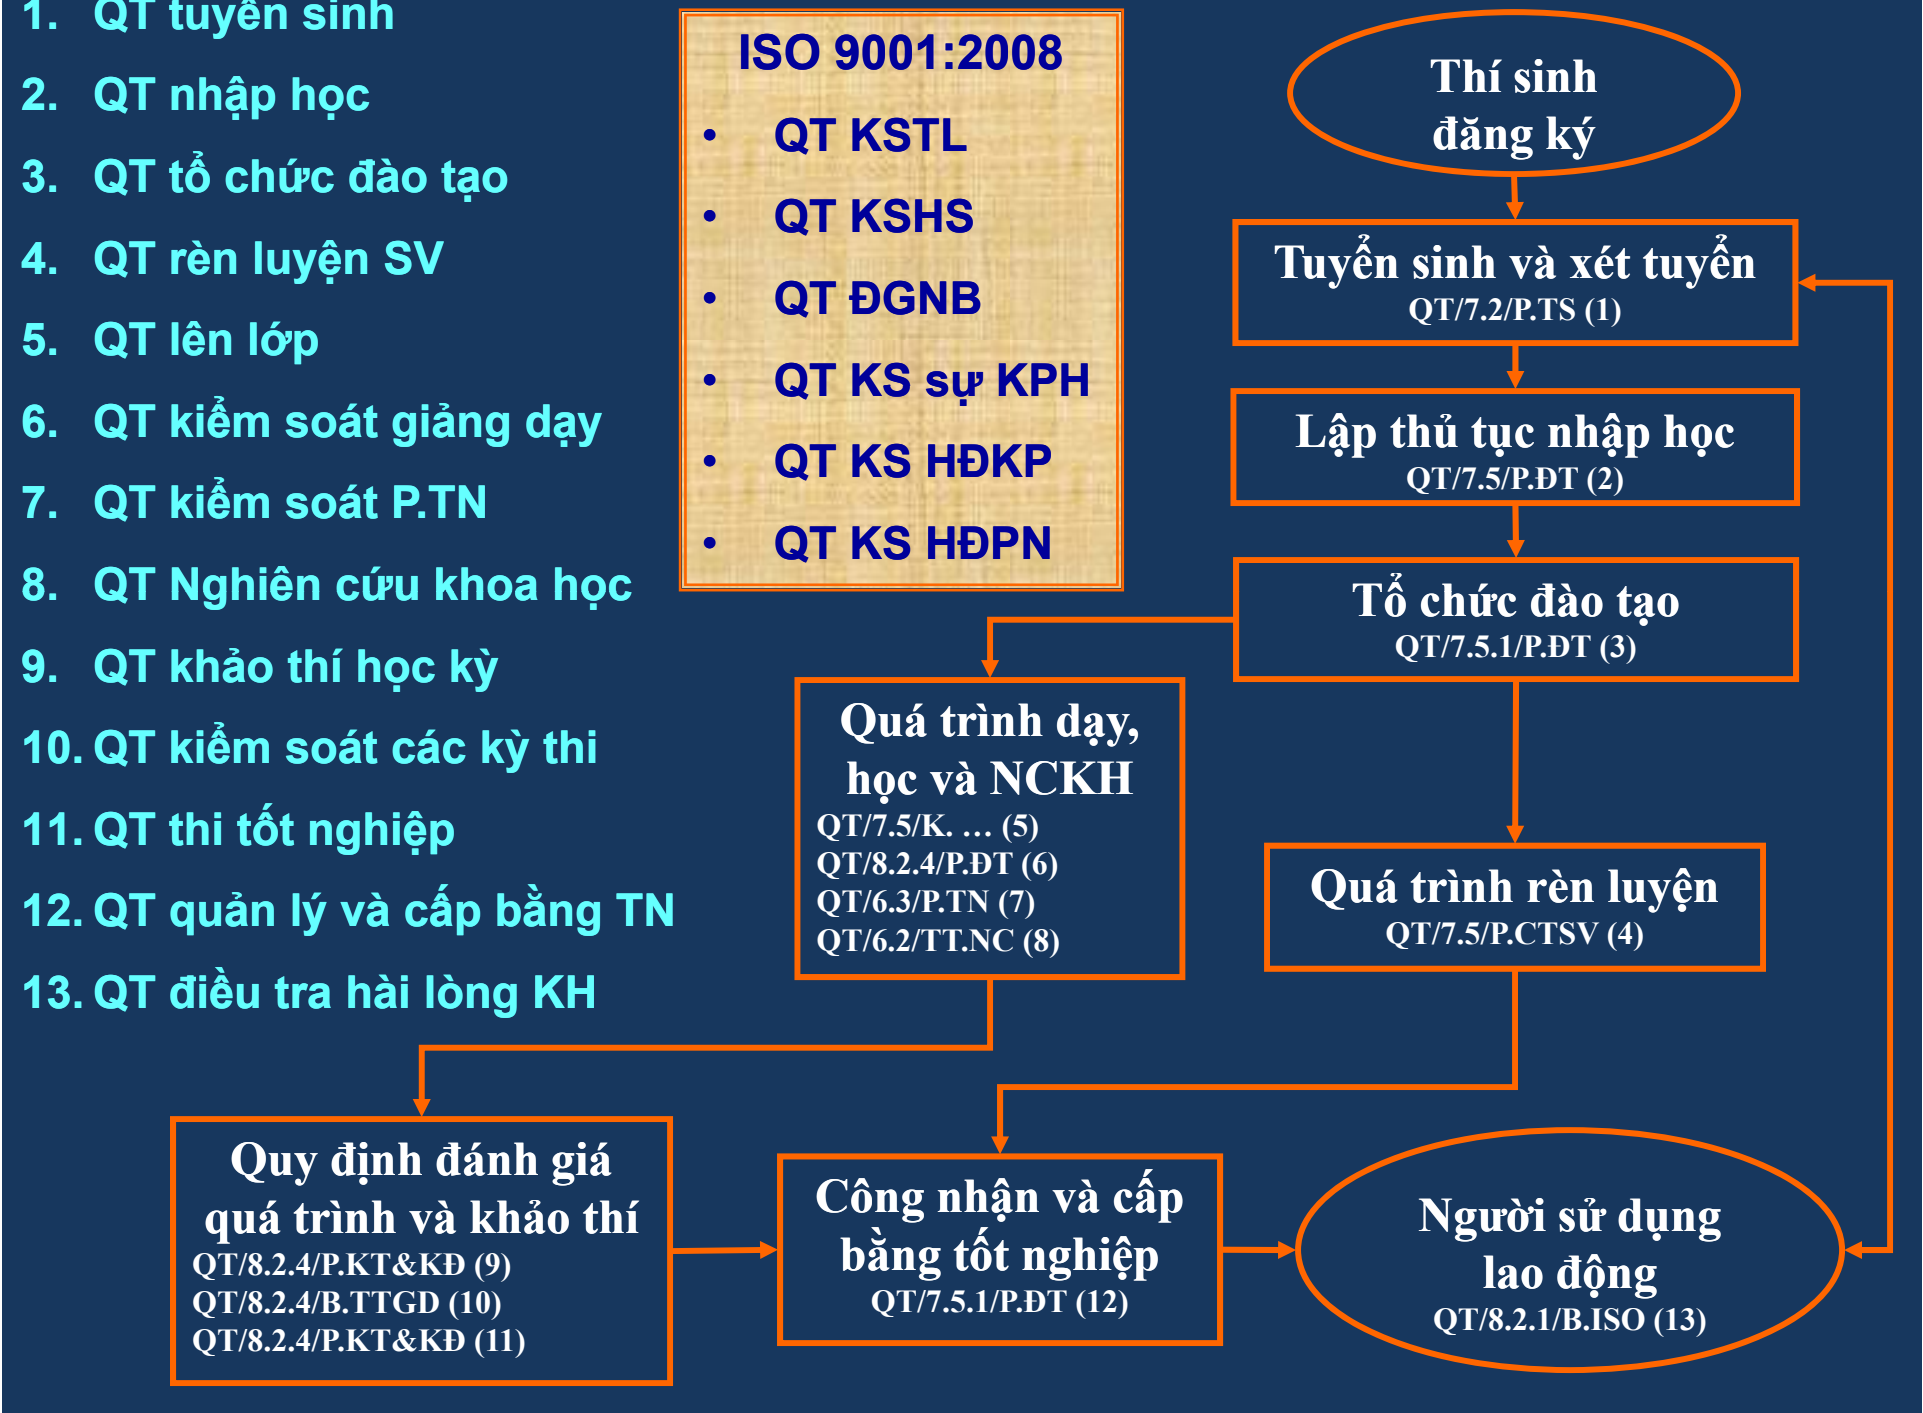 1. QT tuyển sinh
2. QT nhập học
3. QT tổ chức đào tạo
4. QT rèn luyện SV
5. QT lên lớp
6. QT kiểm soát giảng dạy
7. QT kiểm soát P.TN
8. QT Nghiên cứu khoa học
9. QT khảo thí học kỳ
10. QT kiểm soát các kỳ thi
11. QT thi tốt nghiệp
12. QT quản lý và cấp bằng TN
13. QT điều tra hài lòng KH
ISO 9001:2008
• QT KSTL
• QT KSHS
• QT ĐGNB
• QT KS sự KPH
• QT KS HĐKP
• QT KS HĐPN
Thí sinh
đăng ký
Tuyển sinh và xét tuyển
QT/7.2/P.TS (1)
Lập thủ tục nhập học
QT/7.5/P.ĐT (2)
Tổ chức đào tạo
QT/7.5.1/P.ĐT (3)
Quá trình dạy,
học và NCKH
QT/7.5/K. … (5)
QT/8.2.4/P.ĐT (6)
QT/6.3/P.TN (7)
QT/6.2/TT.NC (8)
Quá trình rèn luyện
QT/7.5/P.CTSV (4)
Quy định đánh giá
quá trình và khảo thí
QT/8.2.4/P.KT&KĐ (9)
QT/8.2.4/B.TTGD (10)
QT/8.2.4/P.KT&KĐ (11)
Công nhận và cấp
bằng tốt nghiệp
QT/7.5.1/P.ĐT (12)
Người sử dụng
lao động
QT/8.2.1/B.ISO (13)